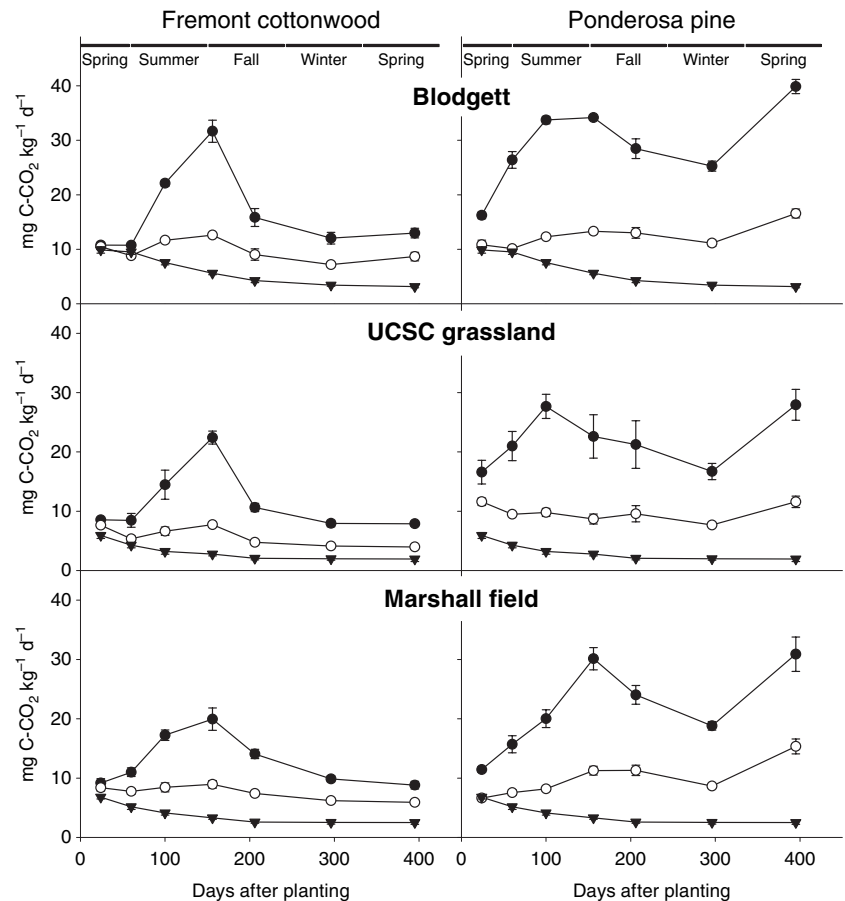 Fremont cottonwood Ponderosa pine
Spring Summer Fall Winter Spring Spring Summer Fall Winter Spring
Blodgett
40
30
20
10
0
mg C-CO₂ kg⁻¹ d⁻¹
UCSC grassland
40
30
20
10
0
mg C-CO₂ kg⁻¹ d⁻¹
Marshall field
40
30
20
10
0
mg C-CO₂ kg⁻¹ d⁻¹
0 100 200 300 400 0 100 200 300 400
Days after planting Days after planting